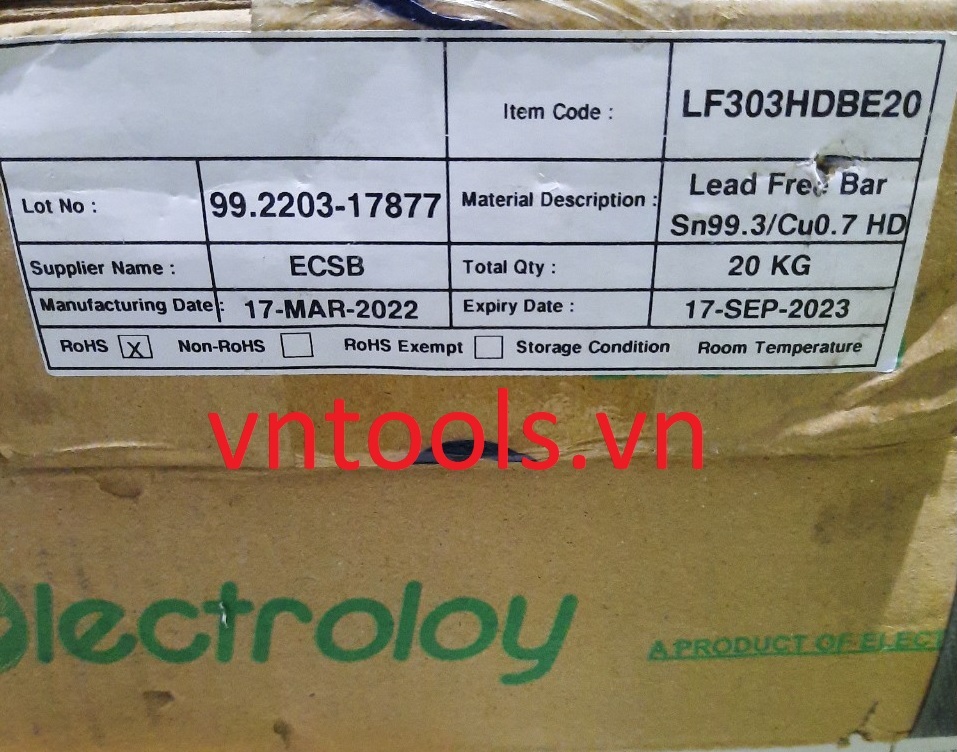 Item Code : LF303HDBE20
Lot No : 99.2203-17877 Material Description : Lead Free Bar
Sn99.3/Cu0.7 HD
Supplier Name : ECSB Total Qty : 20 KG
Manufacturing Date : 17-MAR-2022 Expiry Date : 17-SEP-2023
RoHS X Non-RoHS RoHS Exempt Storage Condition Room Temperature
vntools.vn
electroloy
A PRODUCT OF ELECT